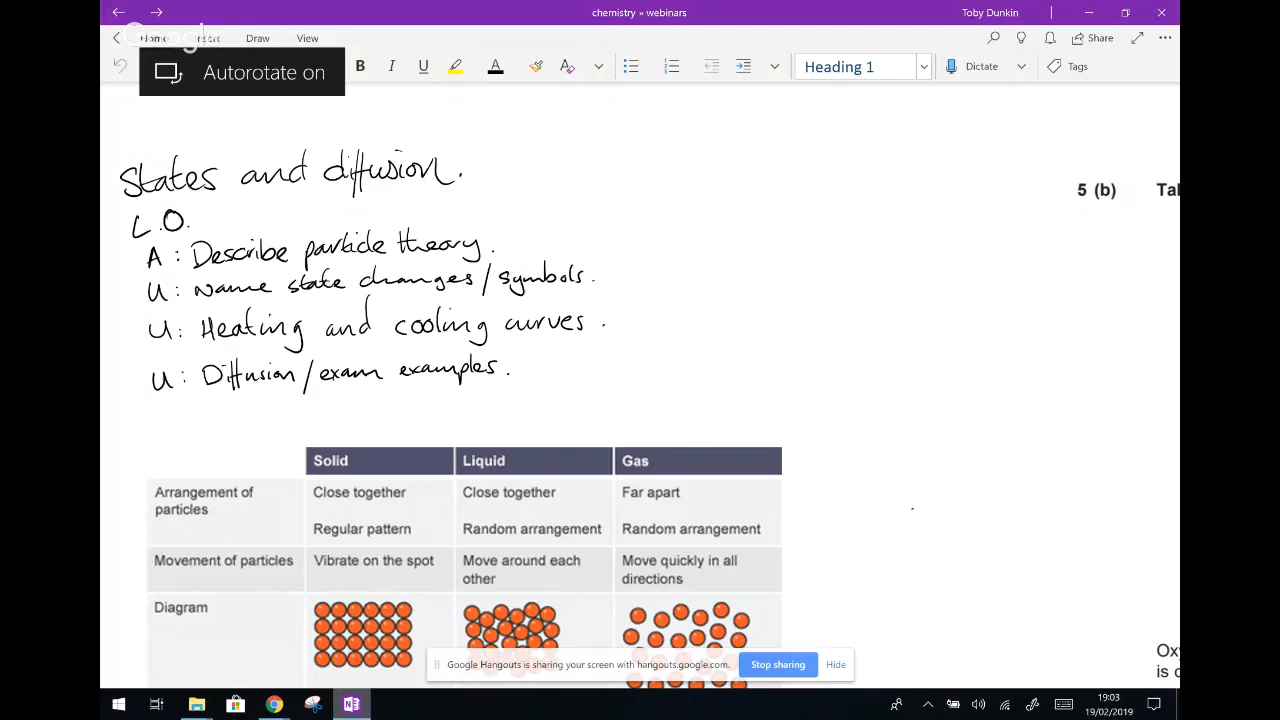 chemistry » webinars
Toby Dunkin
Google
Home Insert Draw View
Share
Autorotate on
B I U A
Heading 1
Dictate
Tags
States and diffusion.
L.O.
A: Describe particle theory.
U: Name state changes/symbols.
U: Heating and cooling curves.
U: Diffusion/exam examples.
5 (b)
Solid Liquid Gas
Arrangement of particles
Close together
Close together
Far apart
Regular pattern
Random arrangement
Random arrangement
Movement of particles
Vibrate on the spot
Move around each other
Move quickly in all directions
Diagram
Google Hangouts is sharing your screen with hangouts.google.com.
Stop sharing
Hide
is
19:03
19/02/2019